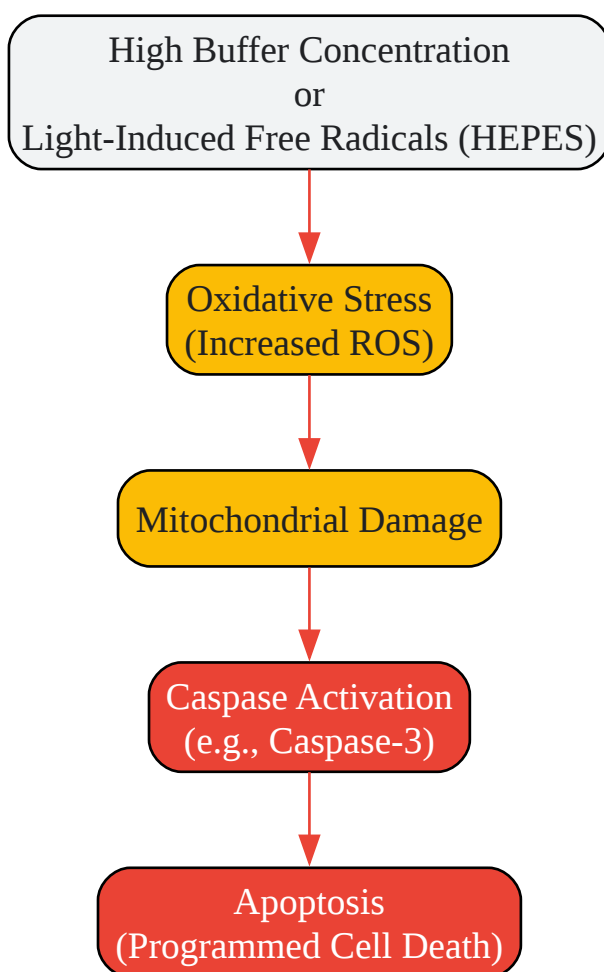 High Buffer Concentration
or
Light-Induced Free Radicals (HEPES)
Oxidative Stress
(Increased ROS)
Mitochondrial Damage
Caspase Activation
(e.g., Caspase-3)
Apoptosis
(Programmed Cell Death)